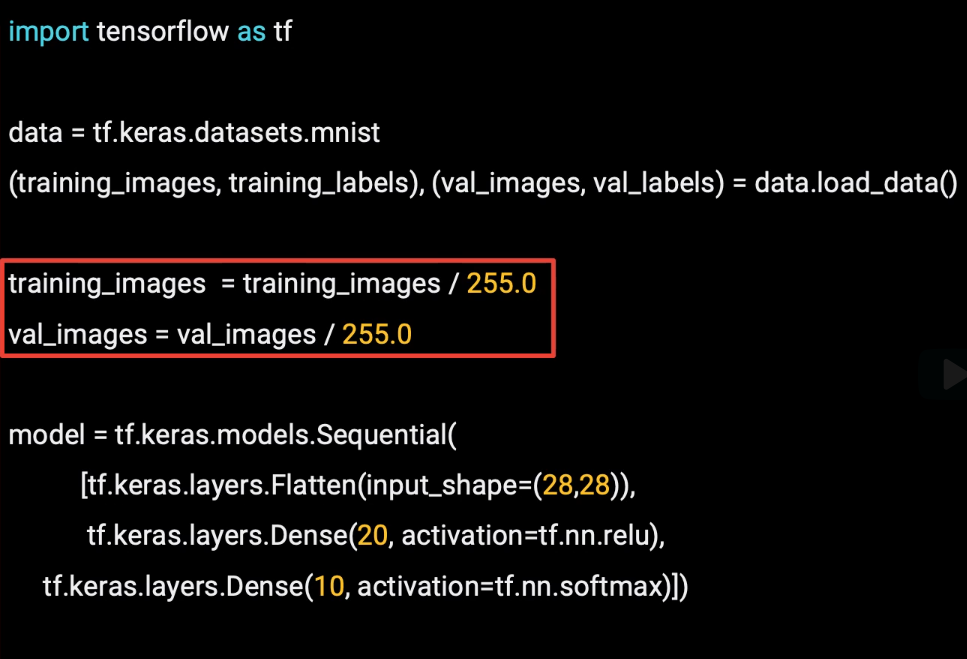 import tensorflow as tf
data = tf.keras.datasets.mnist
(training_images, training_labels), (val_images, val_labels) = data.load_data()
training_images  = training_images / 255.0
val_images = val_images / 255.0
model = tf.keras.models.Sequential(
[tf.keras.layers.Flatten(input_shape=(28,28)),
tf.keras.layers.Dense(20, activation=tf.nn.relu),
tf.keras.layers.Dense(10, activation=tf.nn.softmax)])